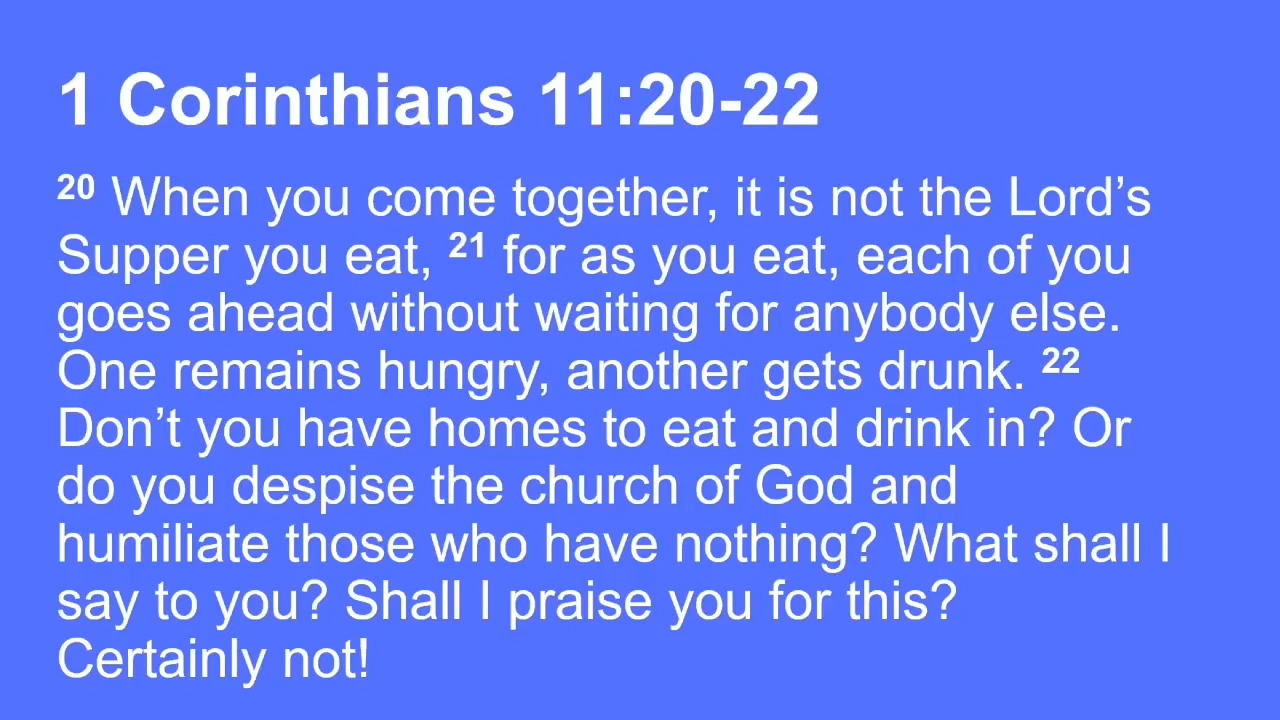 1 Corinthians 11:20-22
20 When you come together, it is not the Lord’s
Supper you eat, 21 for as you eat, each of you
goes ahead without waiting for anybody else.
One remains hungry, another gets drunk. 22
Don’t you have homes to eat and drink in? Or
do you despise the church of God and
humiliate those who have nothing? What shall I
say to you? Shall I praise you for this?
Certainly not!